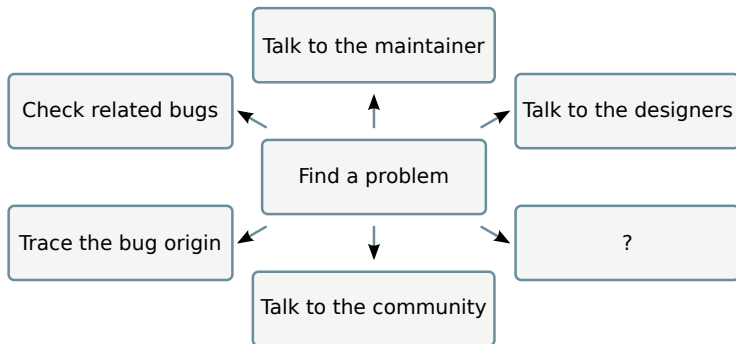 Talk to the maintainer
Check related bugs
Talk to the designers
Find a problem
Trace the bug origin
?
Talk to the community